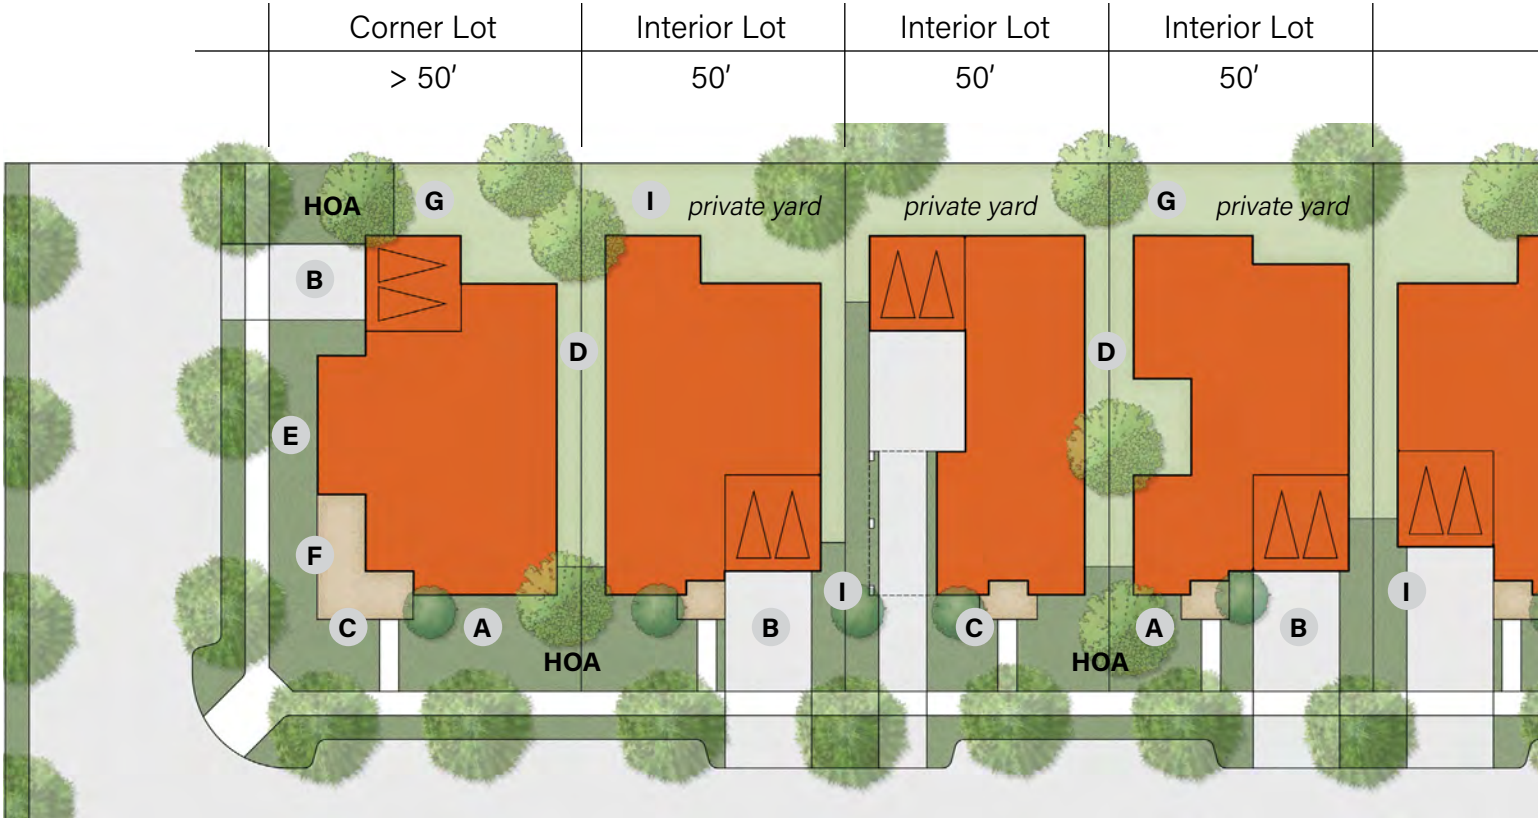 Corner Lot Interior Lot Interior Lot Interior Lot
> 50′ 50′ 50′ 50′
HOA G I private yard private yard G private yard
B
D D
E
F
I I
C A B C A B
HOA HOA